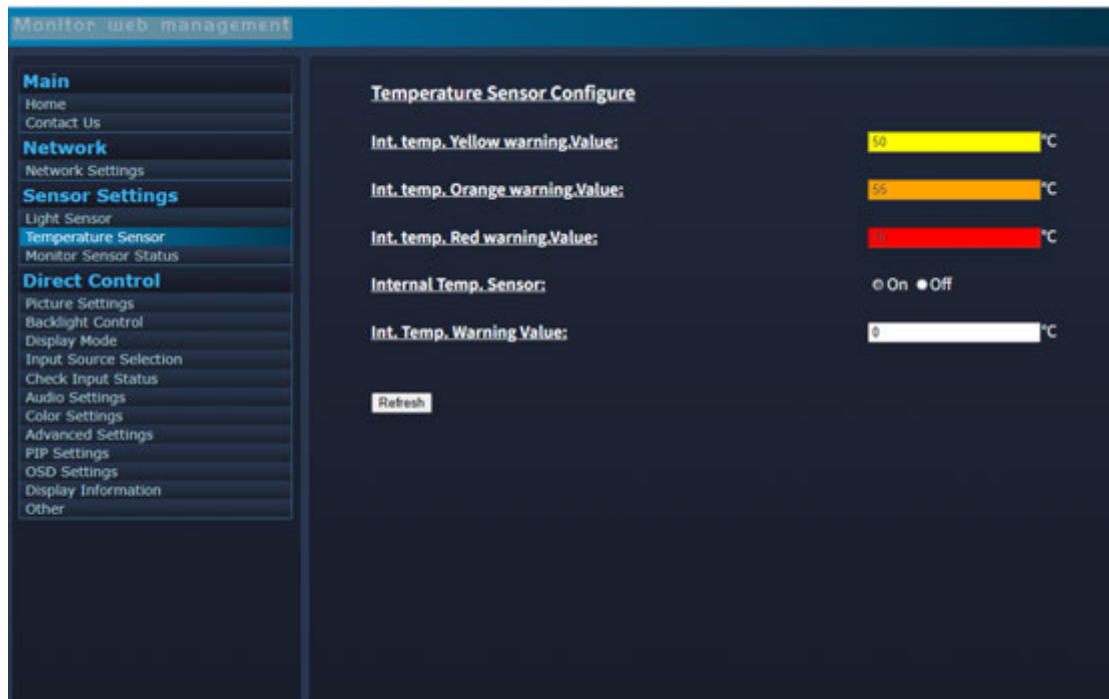 Monitor web management
Main
Home
Contact Us
Network
Network Settings
Sensor Settings
Light Sensor
Temperature Sensor
Monitor Sensor Status
Direct Control
Picture Settings
Backlight Control
Display Mode
Input Source Selection
Check Input Status
Audio Settings
Color Settings
Advanced Settings
PIP Settings
OSD Settings
Display Information
Other
Temperature Sensor Configure
Int. temp. Yellow warning.Value: 50 °C
Int. temp. Orange warning.Value: 55 °C
Int. temp. Red warning.Value: °C
Internal Temp. Sensor: On Off
Int. Temp. Warning Value: 0 °C
Refresh